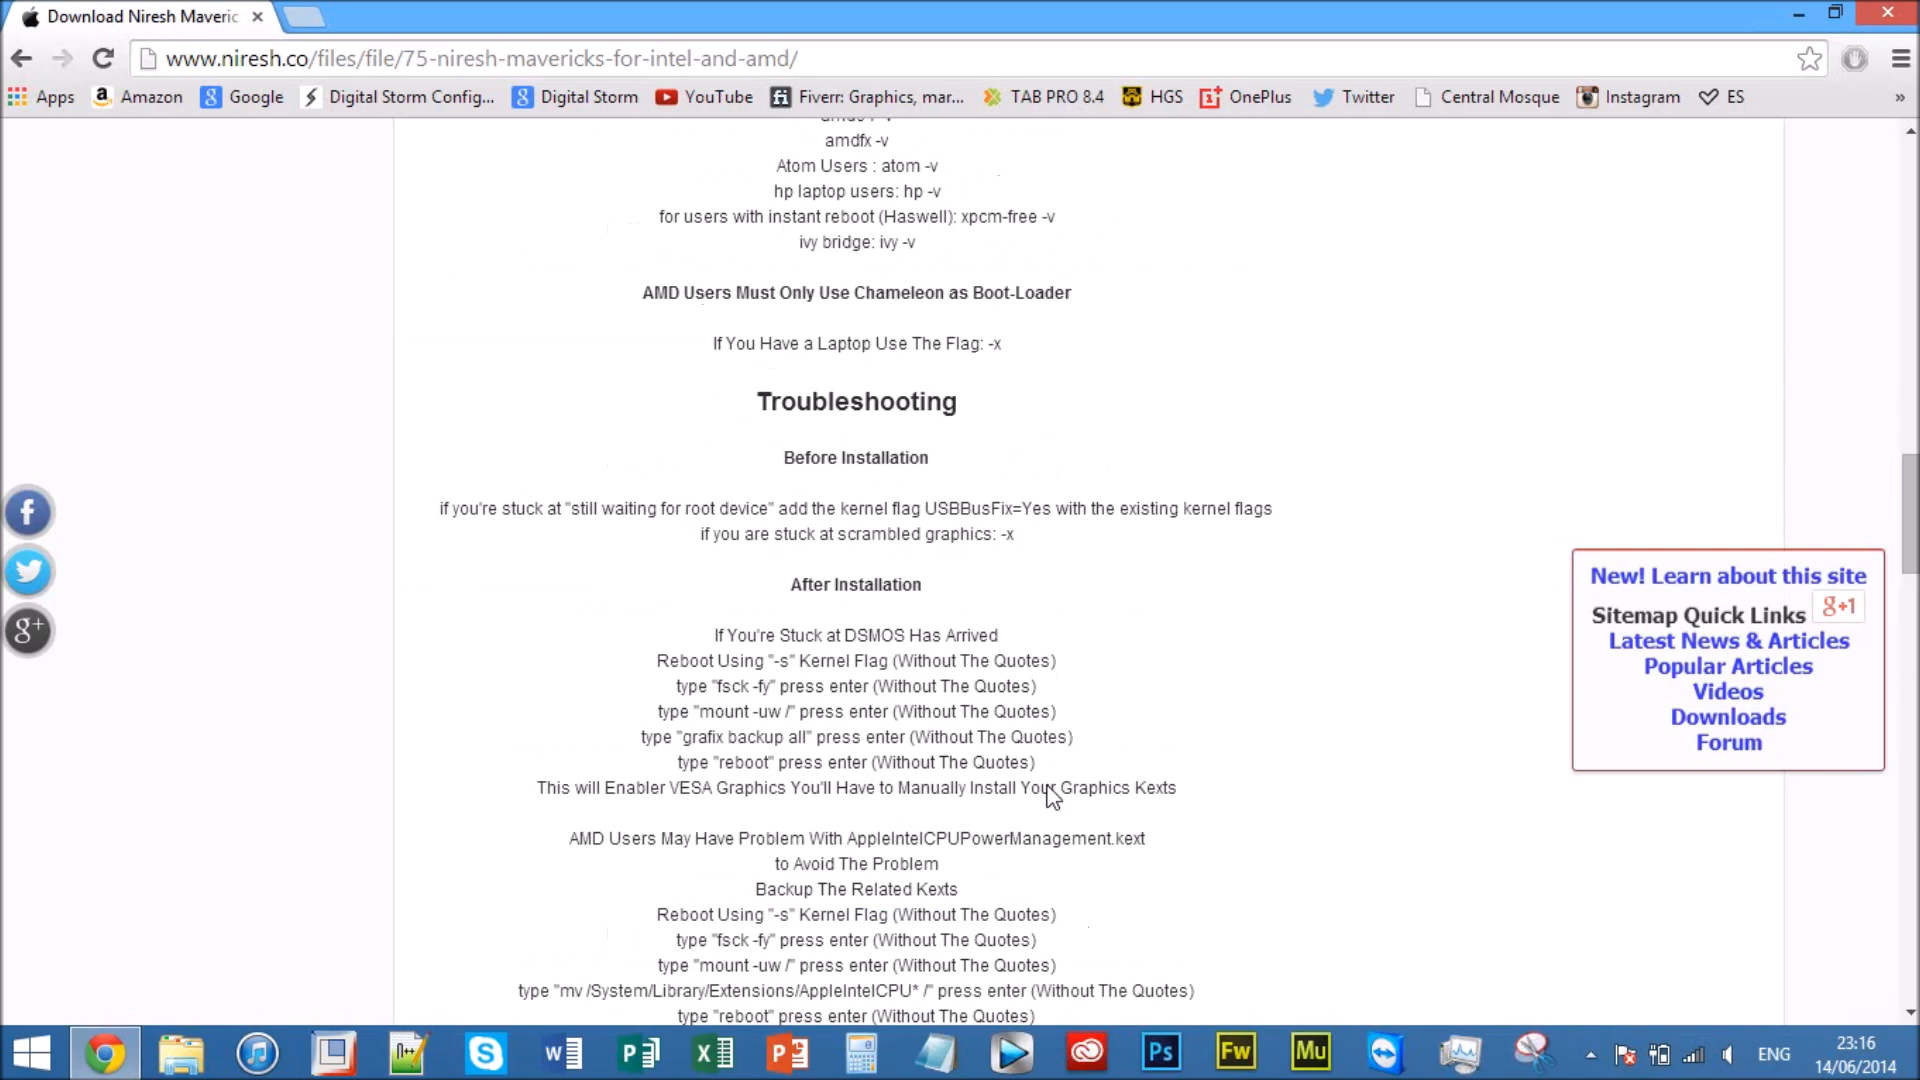 Download Niresh Maveric
www.niresh.co/files/file/75-niresh-mavericks-for-intel-and-amd/
Apps Amazon Google Digital Storm Config... Digital Storm YouTube Fiverr: Graphics, mar... TAB PRO 8.4 HGS OnePlus Twitter Central Mosque Instagram ES »
amdfx -v
Atom Users : atom -v
hp laptop users: hp -v
for users with instant reboot (Haswell): xpcm-free -v
ivy bridge: ivy -v
AMD Users Must Only Use Chameleon as Boot-Loader
If You Have a Laptop Use The Flag: -x
Troubleshooting
Before Installation
if you're stuck at "still waiting for root device" add the kernel flag USBBusFix=Yes with the existing kernel flags
if you are stuck at scrambled graphics: -x
After Installation
If You're Stuck at DSMOS Has Arrived
Reboot Using "-s" Kernel Flag (Without The Quotes)
type "fsck -fy" press enter (Without The Quotes)
type "mount -uw /" press enter (Without The Quotes)
type "grafix backup all" press enter (Without The Quotes)
type "reboot" press enter (Without The Quotes)
This will Enabler VESA Graphics You'll Have to Manually Install Your Graphics Kexts
AMD Users May Have Problem With AppleIntelCPUPowerManagement.kext
to Avoid The Problem
Backup The Related Kexts
Reboot Using "-s" Kernel Flag (Without The Quotes)
type "fsck -fy" press enter (Without The Quotes)
type "mount -uw /" press enter (Without The Quotes)
type "mv /System/Library/Extensions/AppleIntelCPU* /" press enter (Without The Quotes)
type "reboot" press enter (Without The Quotes)
New! Learn about this site
Sitemap Quick Links g+1
Latest News & Articles
Popular Articles
Videos
Downloads
Forum
f
g+
n++ S W P X P Ps Fw Mu
ENG
23:16
14/06/2014